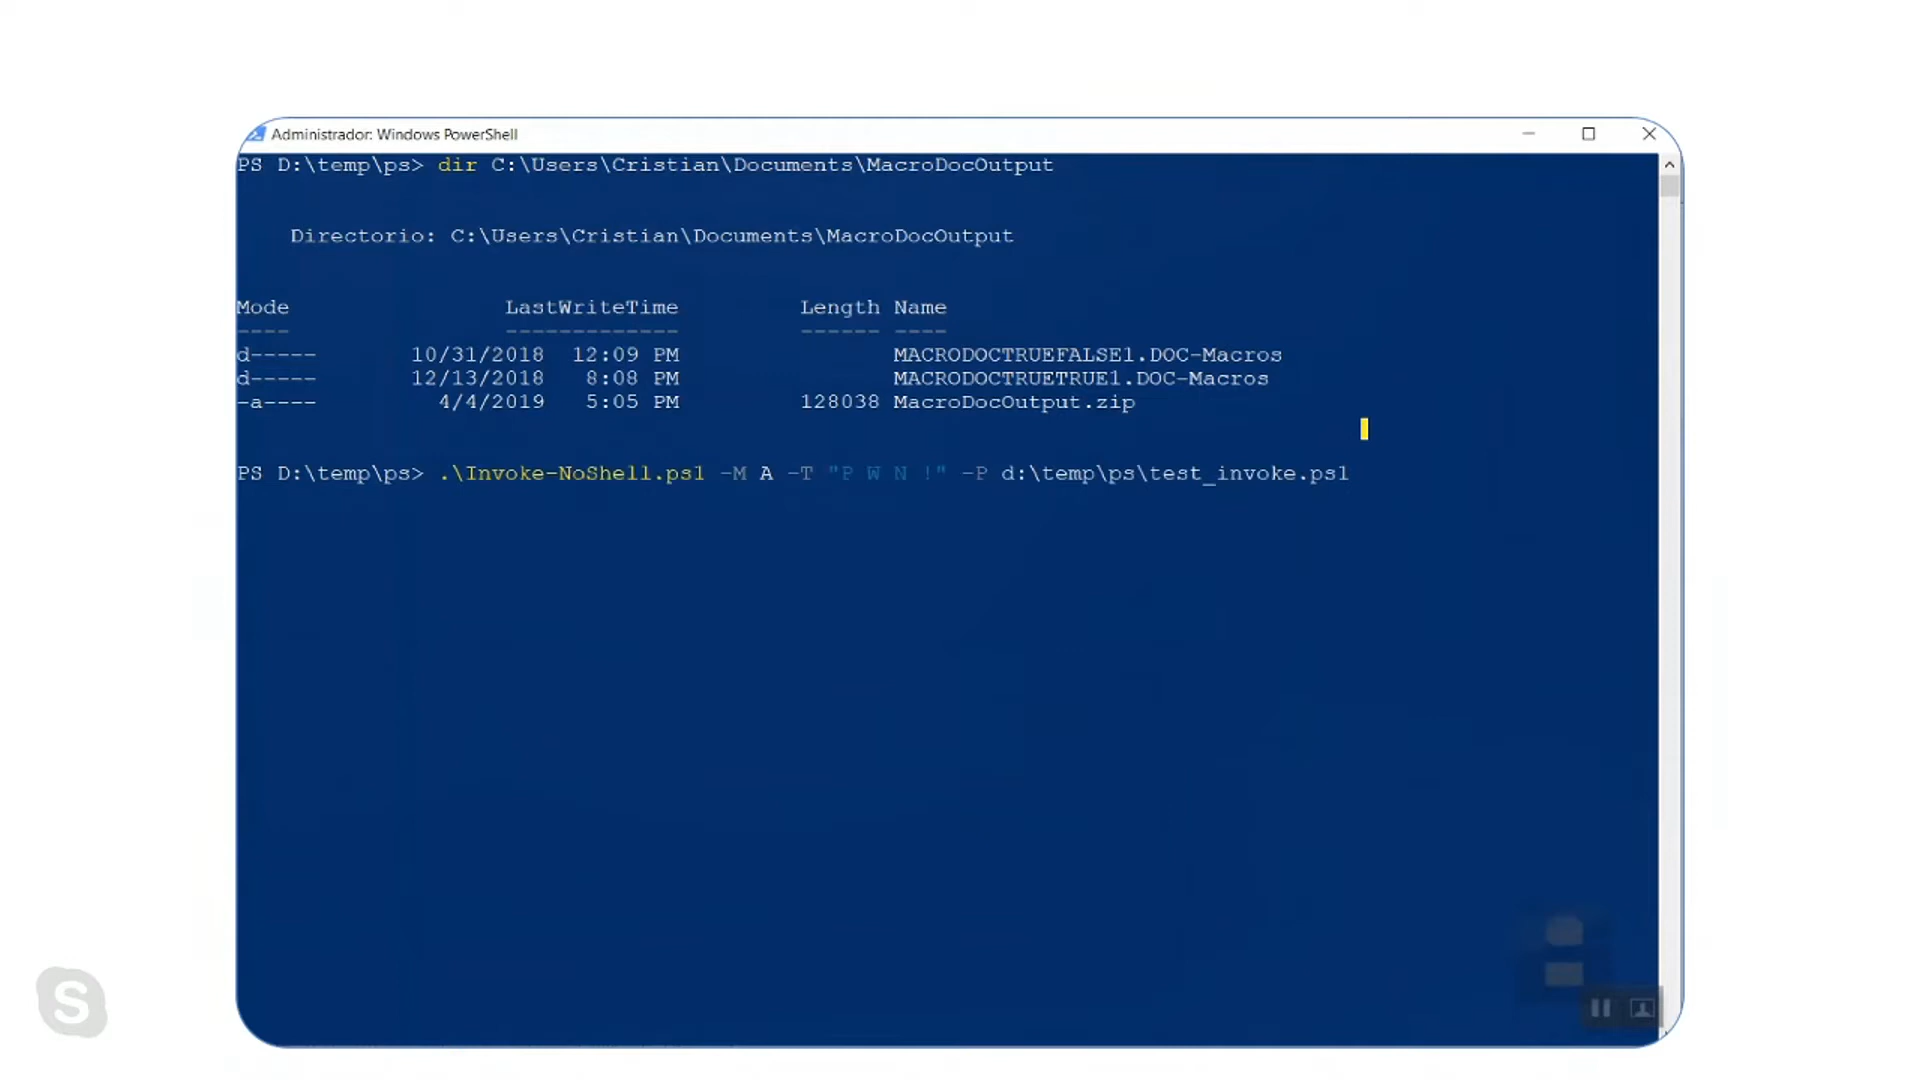 Administrador: Windows PowerShell
PS D:\temp\ps> dir C:\Users\Cristian\Documents\MacroDocOutput
Directorio: C:\Users\Cristian\Documents\MacroDocOutput
Mode LastWriteTime Length Name
---- ------------- ------ ----
d----- 10/31/2018 12:09 PM MACRODOCTRUEFALSE1.DOC-Macros
d----- 12/13/2018 8:08 PM MACRODOCTRUETRUE1.DOC-Macros
-a---- 4/4/2019 5:05 PM 128038 MacroDocOutput.zip
PS D:\temp\ps> .\Invoke-NoShell.ps1 -M A -T "P W N !" -P d:\temp\ps\test_invoke.ps1
S